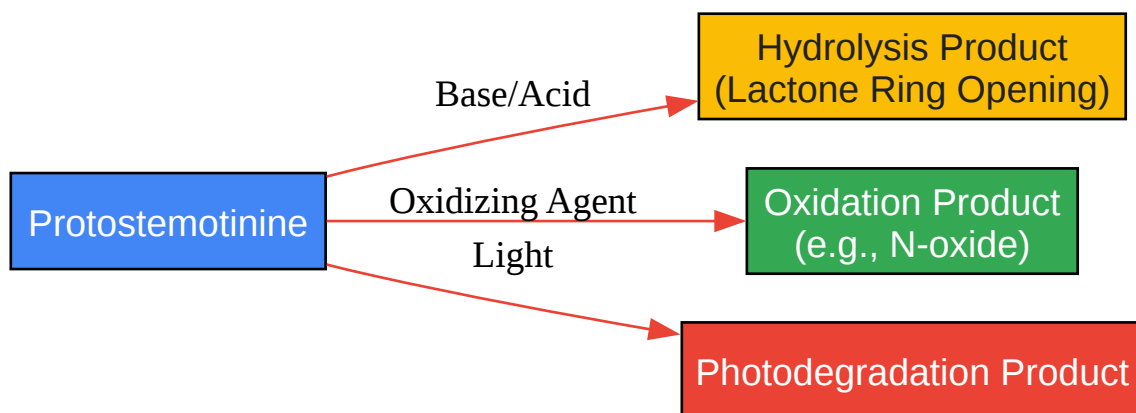 Hydrolysis Product
(Lactone Ring Opening)
Base/Acid
Protostemotinine
Oxidizing Agent
Oxidation Product
(e.g., N-oxide)
Light
Photodegradation Product